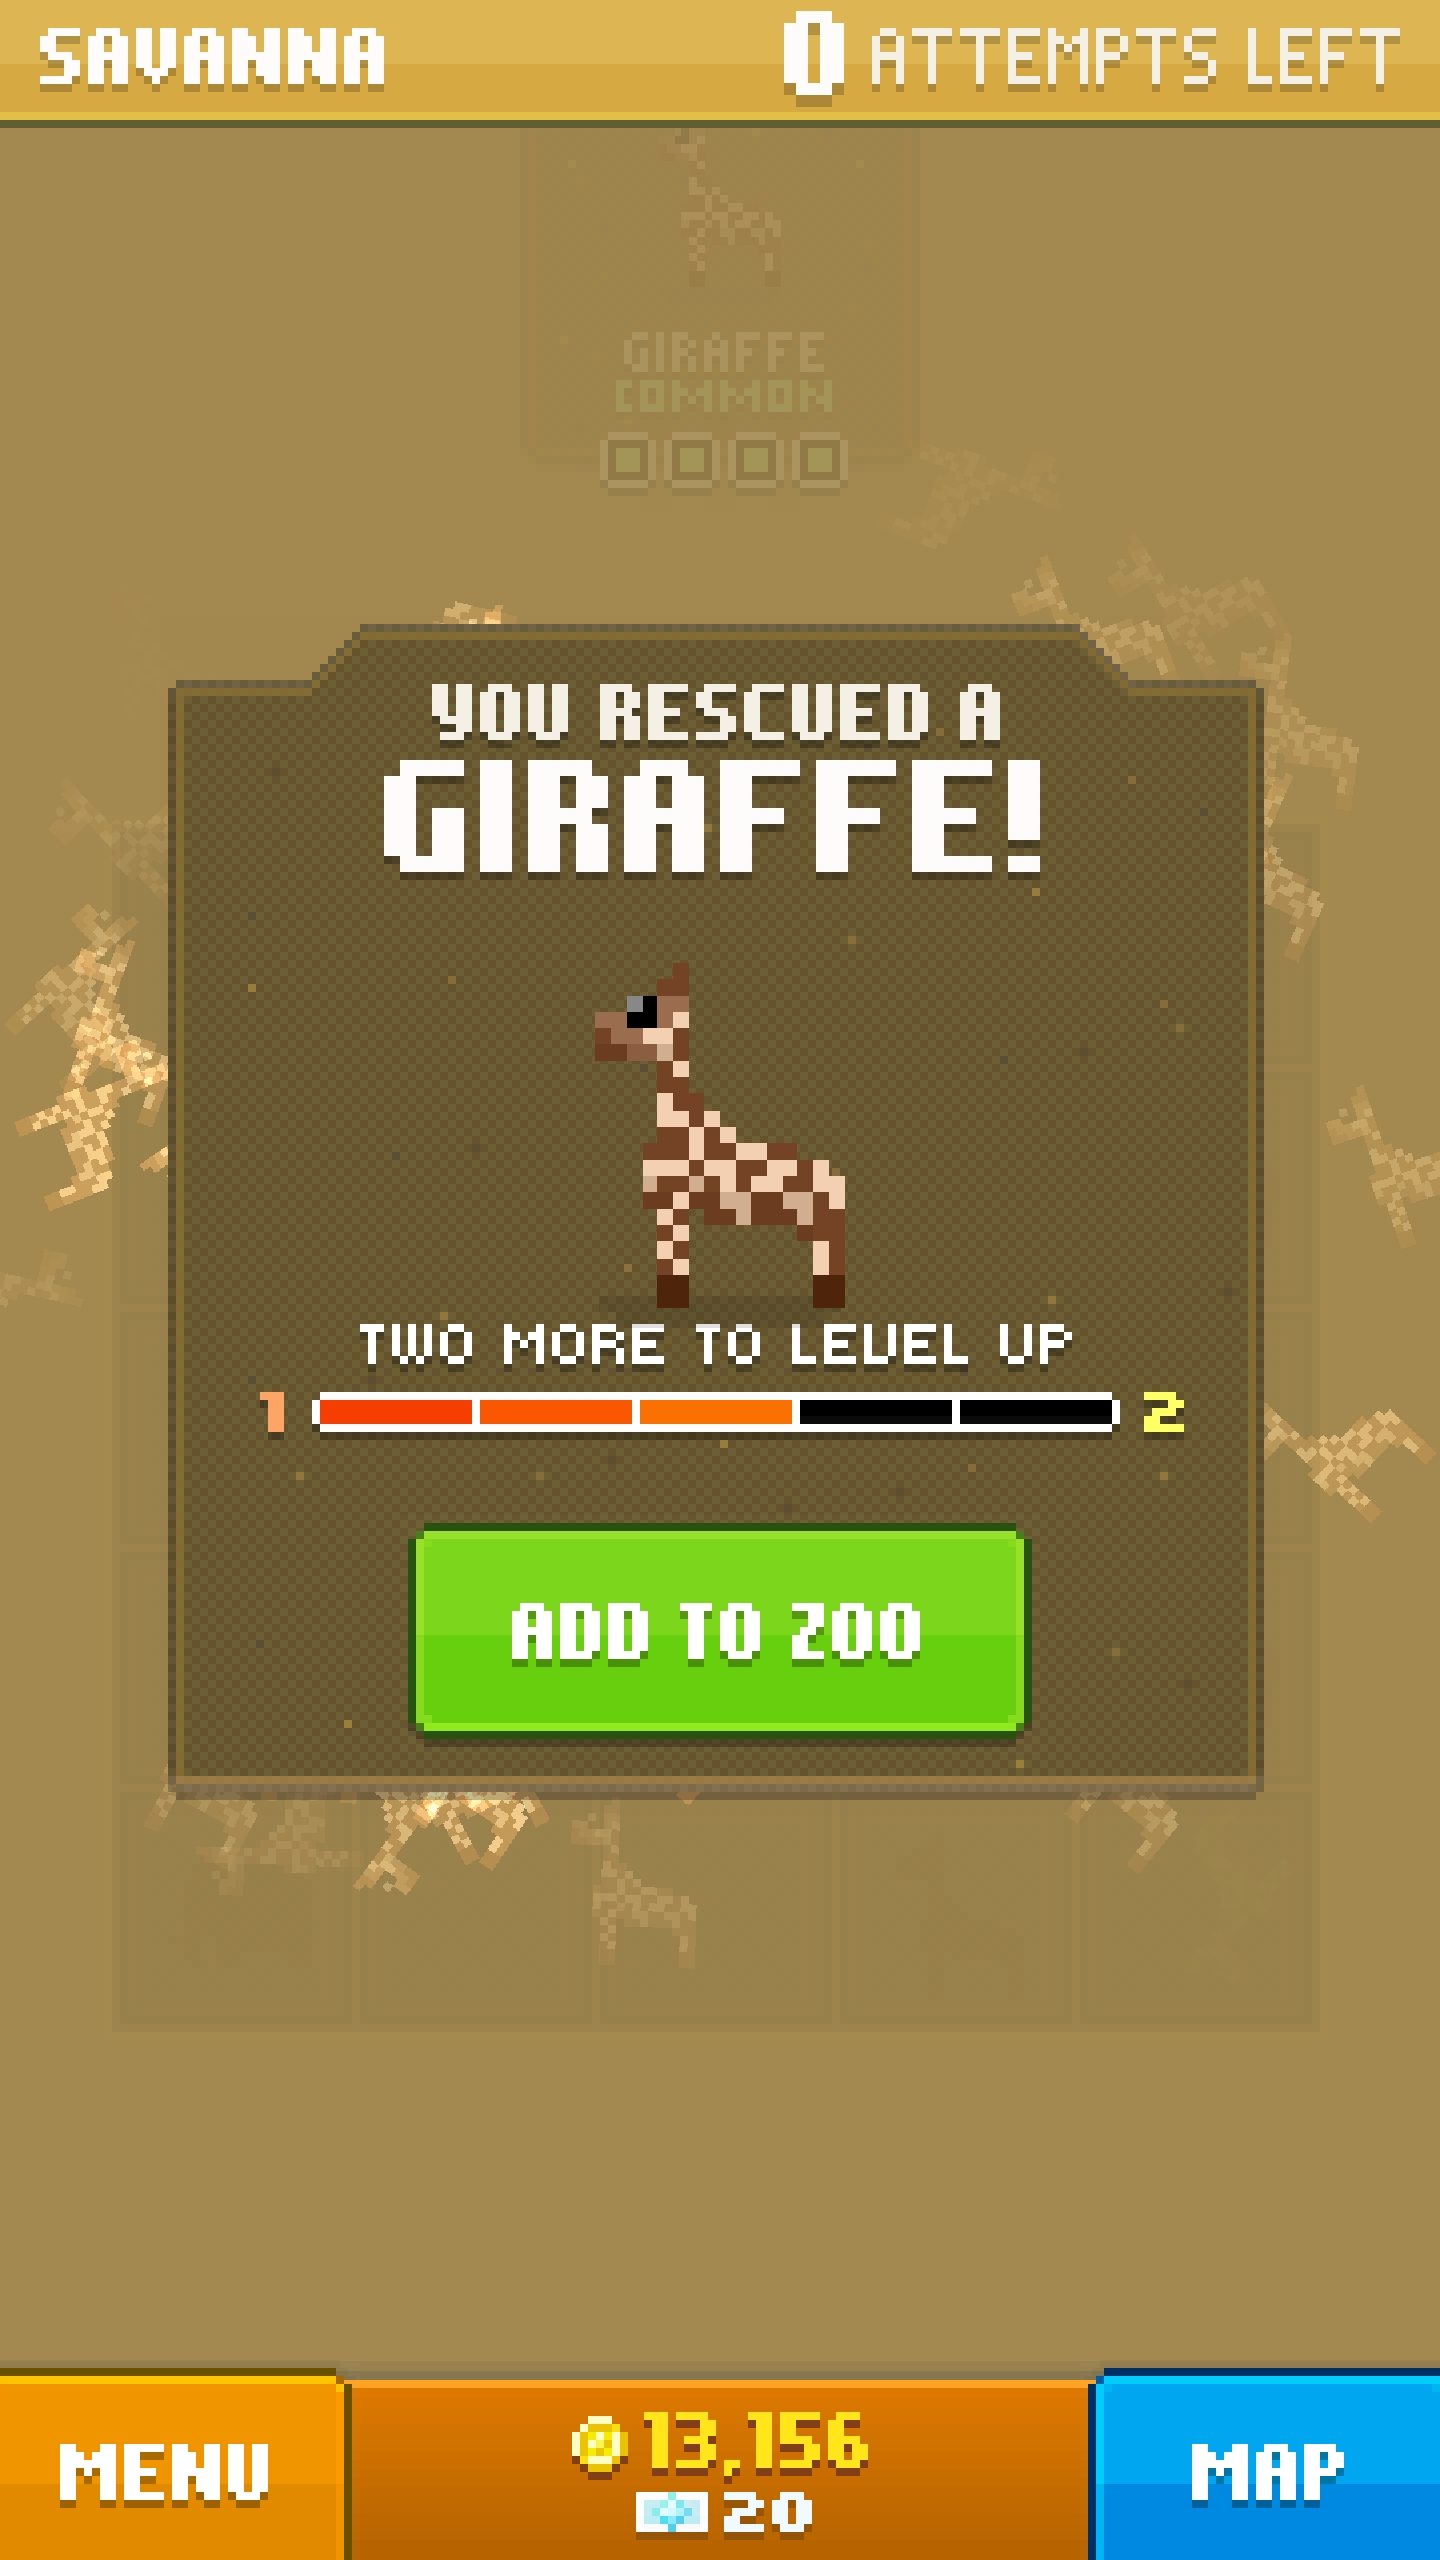 SAVANNA
0 ATTEMPTS LEFT
GIRAFFE
COMMON
YOU RESCUED A
GIRAFFE!
TWO MORE TO LEVEL UP
1 2
ADD TO ZOO
MENU
13,156
20
MAP